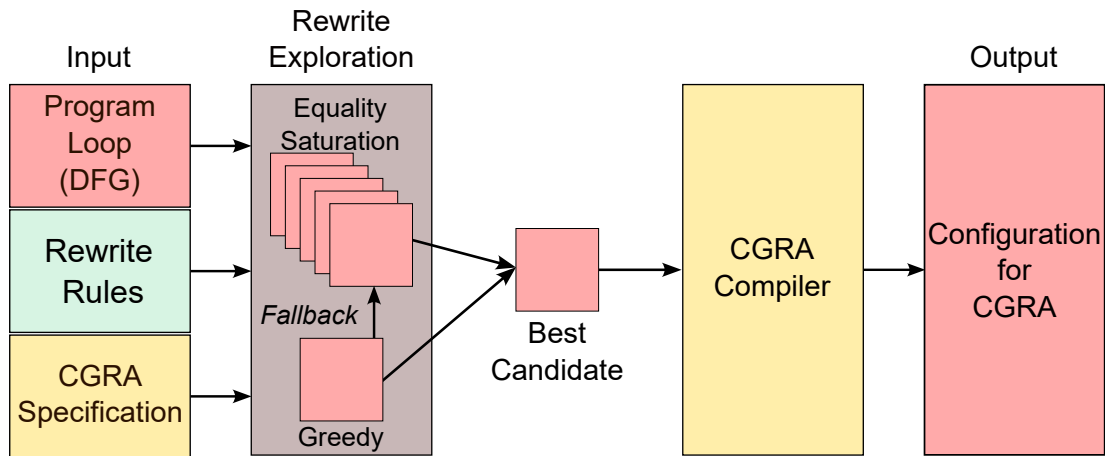 Input
Program
Loop
(DFG)
Rewrite
Rules
CGRA
Specification
Rewrite
Exploration
Equality
Saturation
Fallback
Greedy
Best
Candidate
CGRA
Compiler
Output
Configuration
for
CGRA